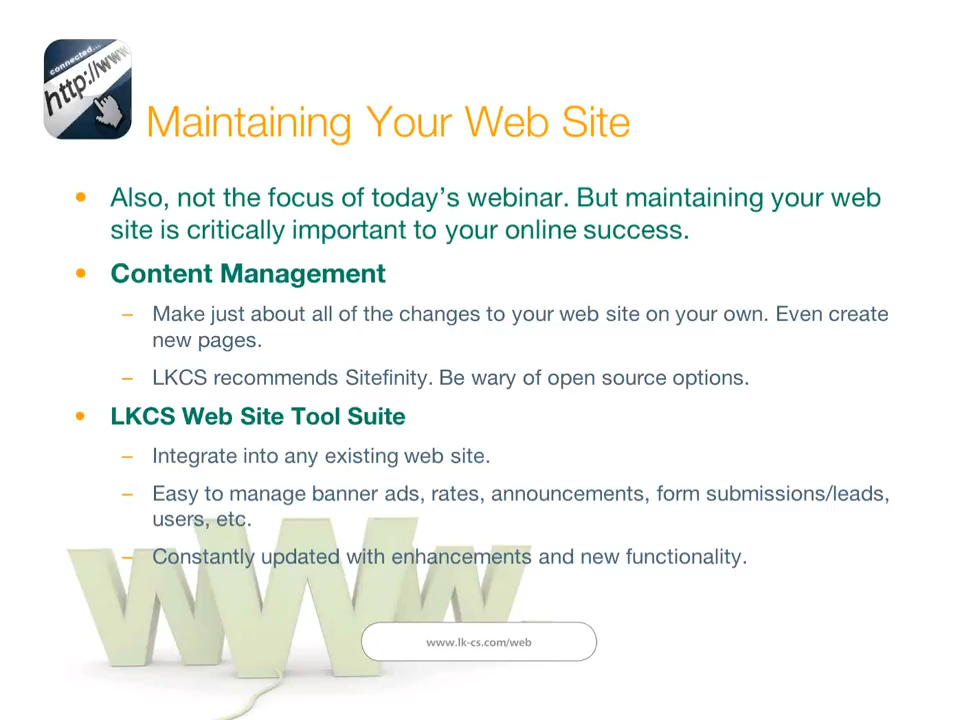 connected...
http://www.
Maintaining Your Web Site
• Also, not the focus of today's webinar. But maintaining your web
site is critically important to your online success.
• Content Management
– Make just about all of the changes to your web site on your own. Even create
new pages.
– LKCS recommends Sitefinity. Be wary of open source options.
• LKCS Web Site Tool Suite
– Integrate into any existing web site.
– Easy to manage banner ads, rates, announcements, form submissions/leads,
users, etc.
– Constantly updated with enhancements and new functionality.
WWW
www.lk-cs.com/web